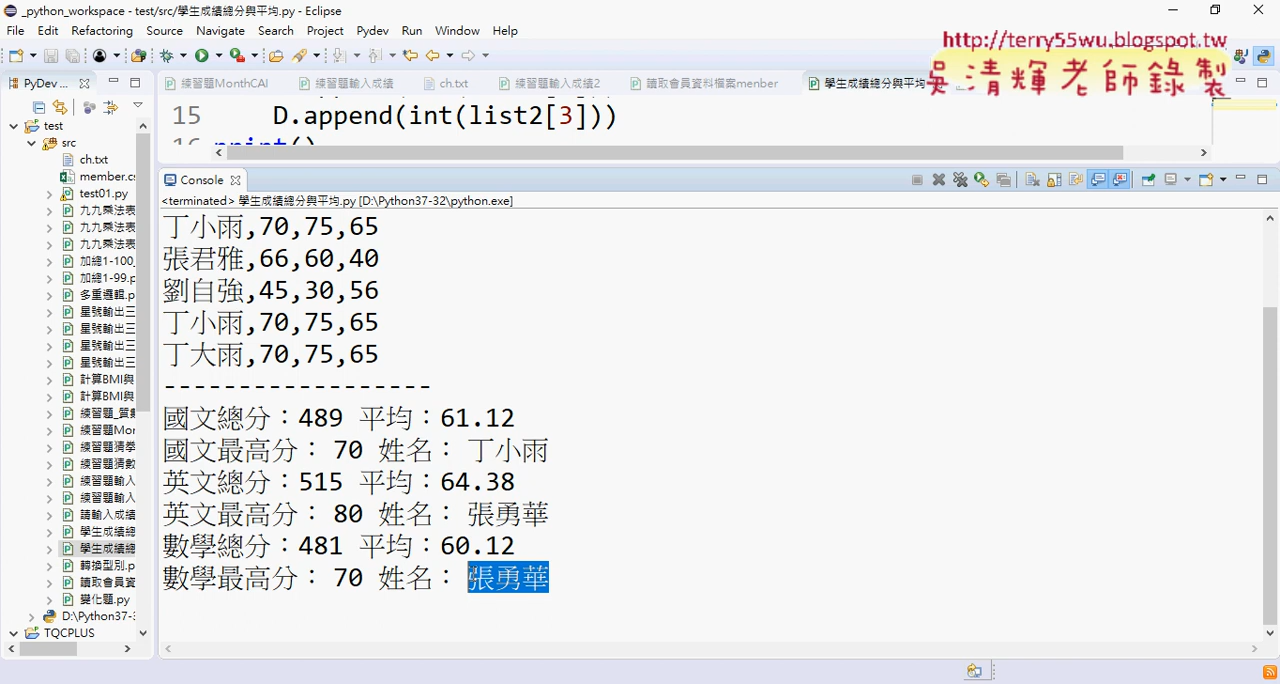 _python_workspace - test/src/學生成績總分與平均.py - Eclipse
File Edit Refactoring Source Navigate Search Project Pydev Run Window Help
http://terry55wu.blogspot.tw
吳清輝老師錄製
PyDev ...
練習題MonthCAl
練習題輸入成績
ch.txt
練習題輸入成績2
讀取會員資料檔案menber
學生成績總分與平均
15 D.append(int(list2[3]))
16 print()
test
src
ch.txt
member.cs
test01.py
九九乘法表
九九乘法表
九九乘法表
加總1-100_
加總1-99.p
多重邏輯.p
星號輸出三
星號輸出三
星號輸出三
星號輸出三
計算BMI與
計算BMI與
練習題_質數
練習題Mor
練習題猜拳
練習題猜數
練習題輸入
練習題輸入
請輸入成績
學生成績總
學生成績總
轉換型別.p
讀取會員資
變化題.py
D:\Python37-3
TQCPLUS
Console
<terminated> 學生成績總分與平均.py [D:\Python37-32\python.exe]
丁小雨,70,75,65
張君雅,66,60,40
劉自強,45,30,56
丁小雨,70,75,65
丁大雨,70,75,65
------------------
國文總分：489 平均：61.12
國文最高分： 70 姓名： 丁小雨
英文總分：515 平均：64.38
英文最高分： 80 姓名： 張勇華
數學總分：481 平均：60.12
數學最高分： 70 姓名： 張勇華